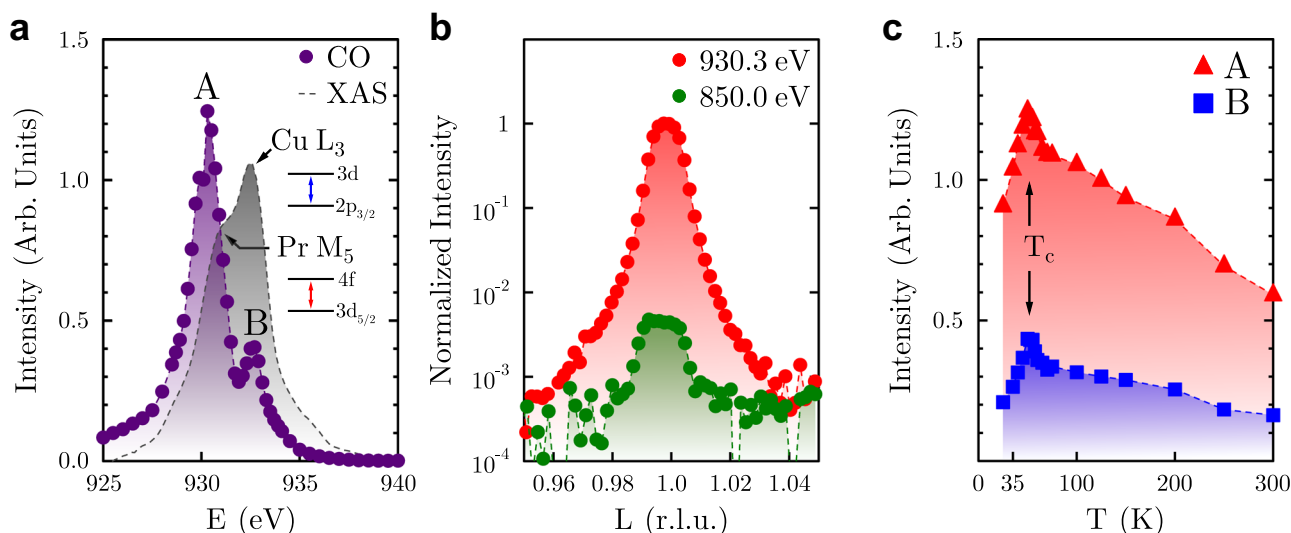 a
1.5
1.0
0.5
0.0
Intensity (Arb. Units)
CO
XAS
A
Cu L3
3d
2p3/2
Pr M5
4f
3d5/2
B
925
930
935
940
E (eV)
b
930.3 eV
850.0 eV
Normalized Intensity
1
10-1
10-2
10-3
10-4
0.96
0.98
1.0
1.02
1.04
L (r.l.u.)
c
1.5
1.0
0.5
0.0
Intensity (Arb. Units)
A
B
Tc
0
35
100
200
300
T (K)